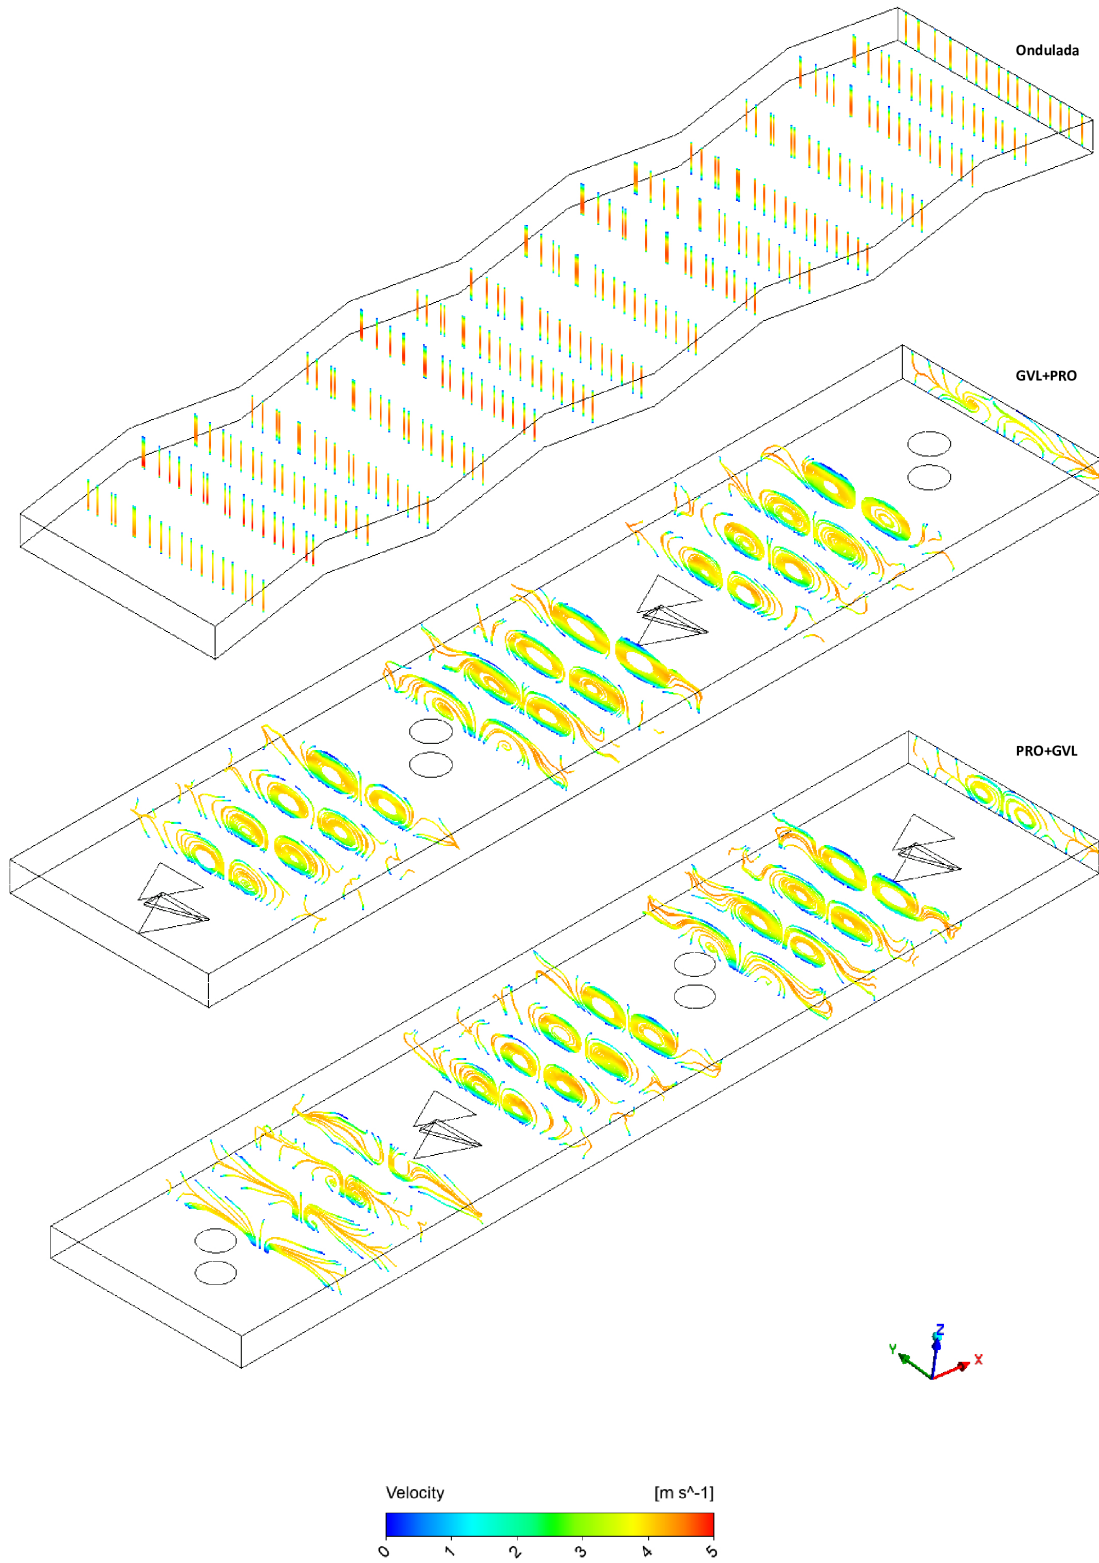 Ondulada
GVL+PRO
PRO+GVL
Z
Y
X
Velocity [m s^-1]
0 1 2 3 4 5